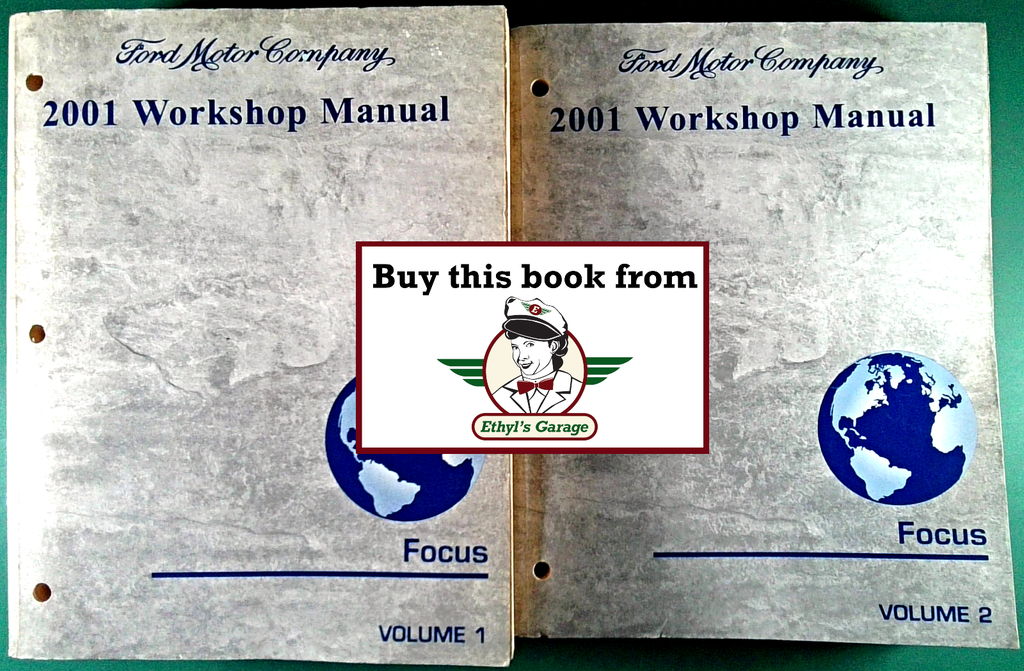 Ford Motor Company
2001 Workshop Manual
Focus
VOLUME 1
Ford Motor Company
2001 Workshop Manual
Focus
VOLUME 2
Buy this book from
E
Ethyl's Garage